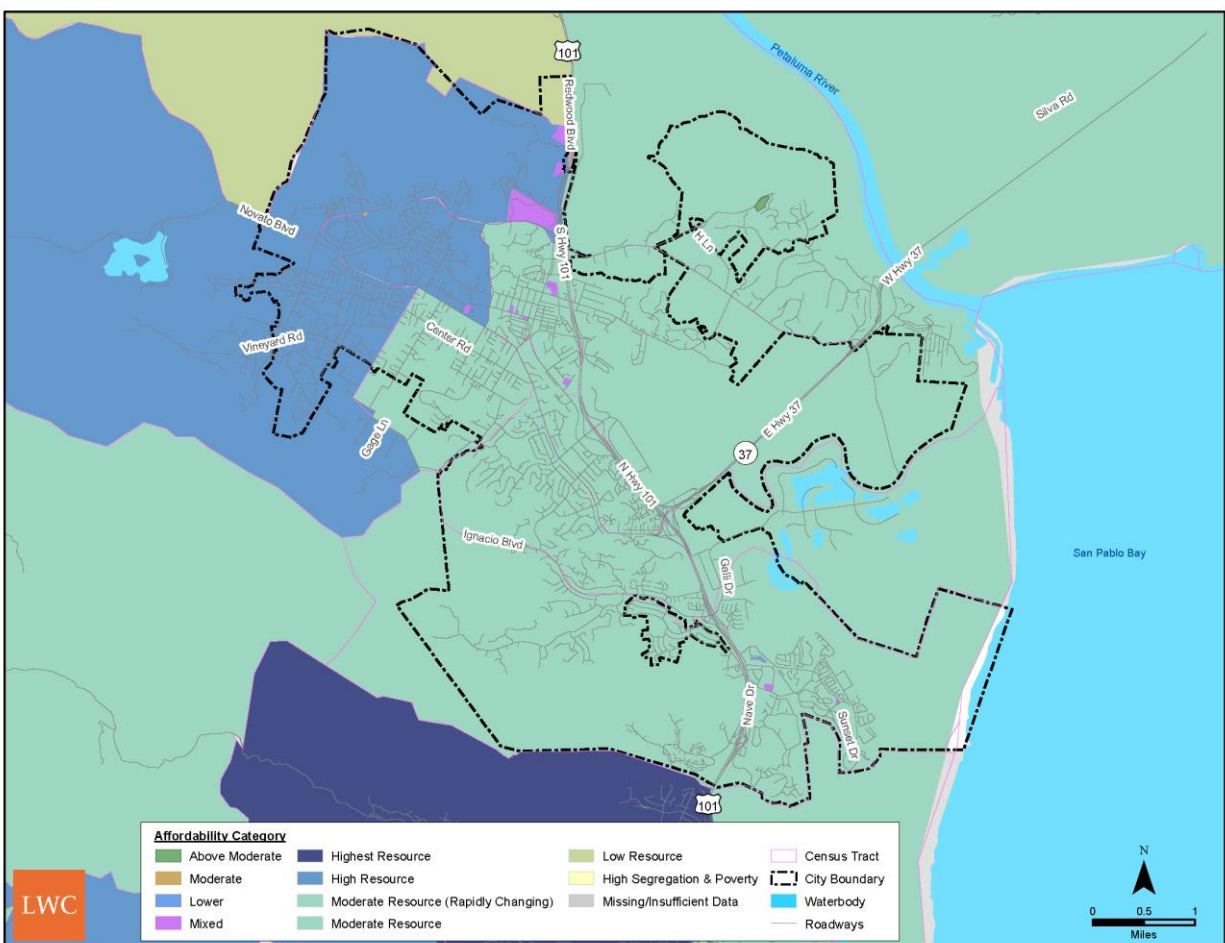 101
Redwood Blvd
Petaluma River
Silva Rd
Novato Blvd
S Hwy 101
H Ln
W Hwy 37
Center Rd
Vineyard Rd
Gage Ln
E Hwy 37
37
N Hwy 101
Ignacio Blvd
Galli Dr
San Pablo Bay
Nave Dr
Sunset Dr
101
Affordability Category
Above Moderate
Moderate
Lower
Mixed
Highest Resource
High Resource
Moderate Resource (Rapidly Changing)
Moderate Resource
Low Resource
High Segregation & Poverty
Missing/Insufficient Data
Census Tract
City Boundary
Waterbody
Roadways
LWC
N
0 0.5 1
Miles